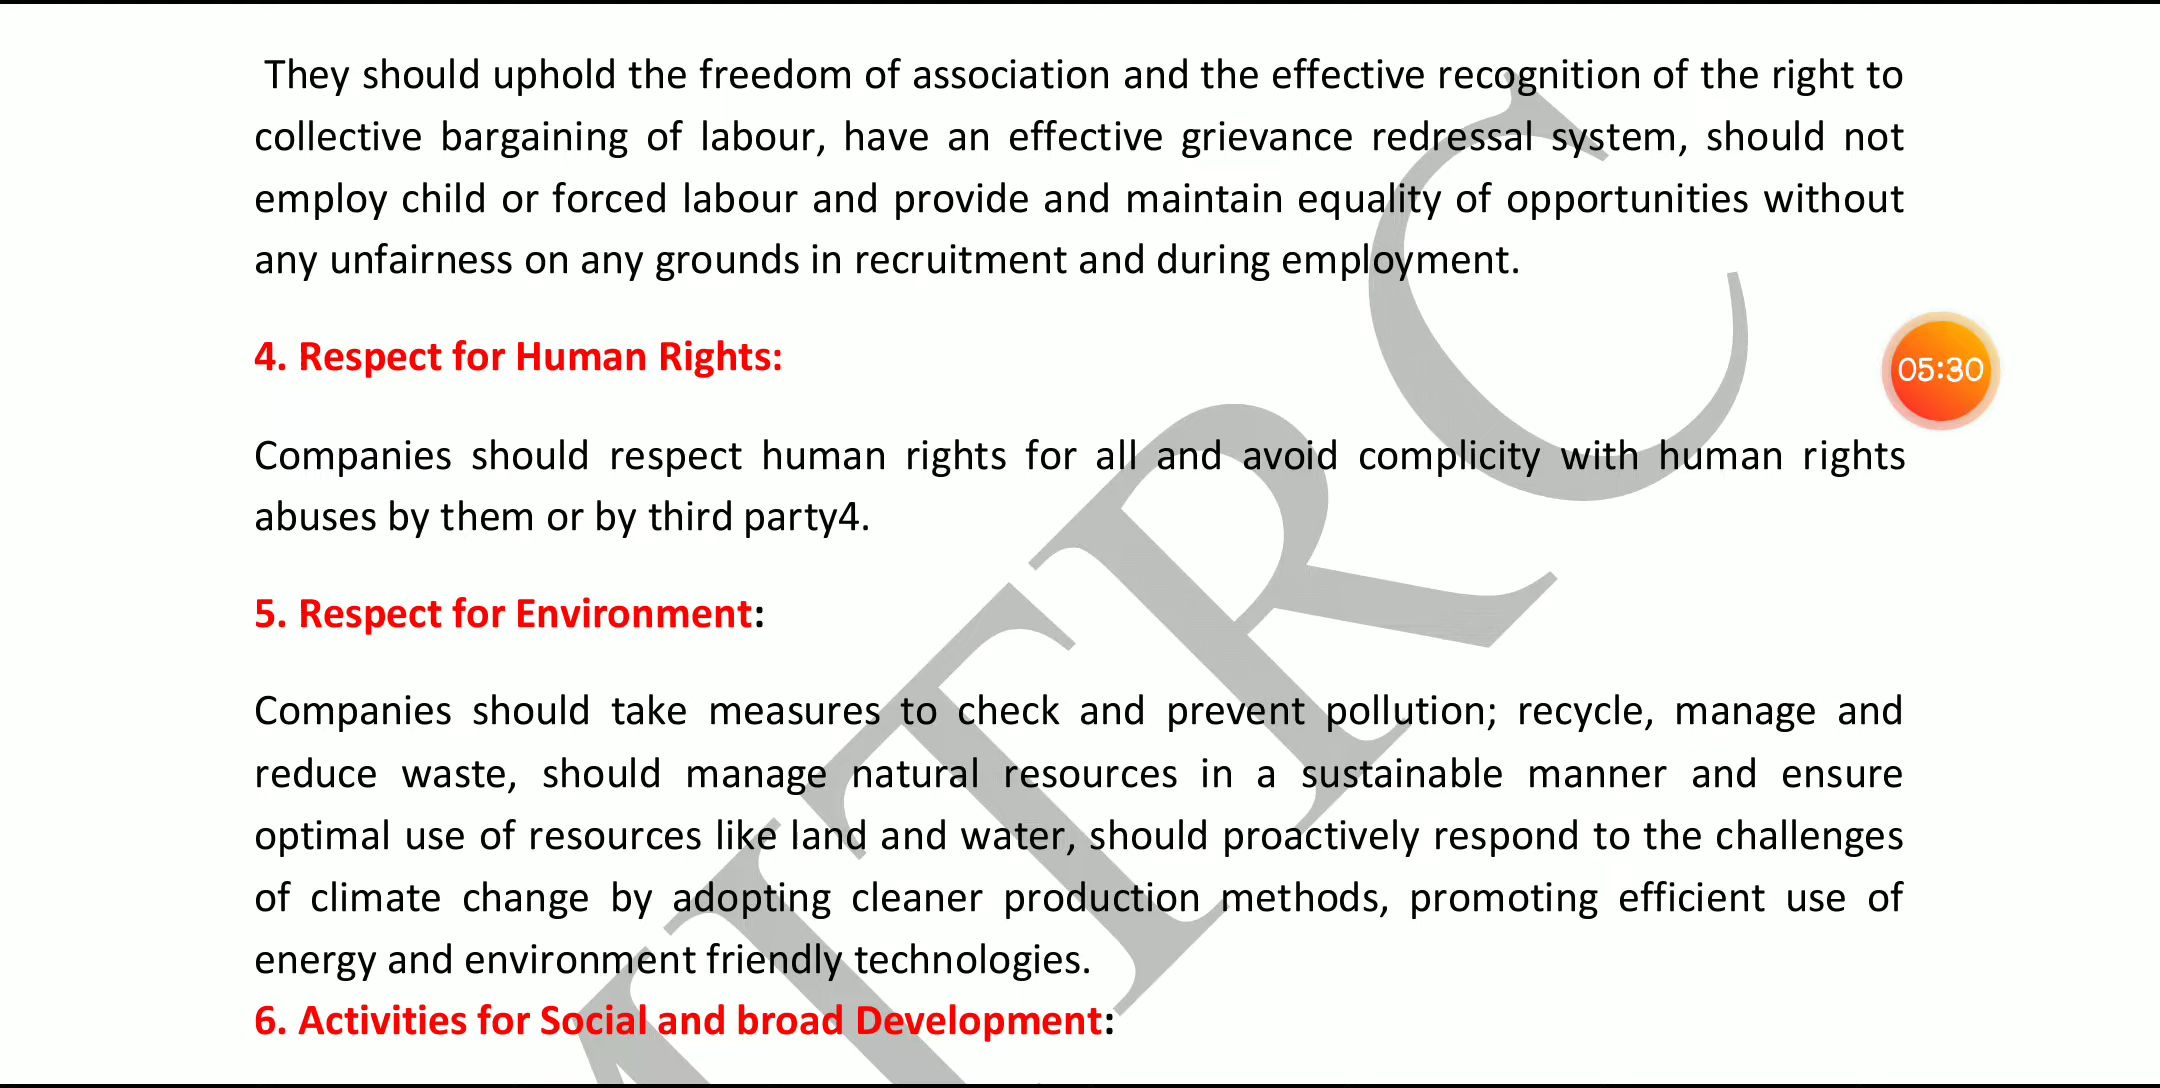 They should uphold the freedom of association and the effective recognition of the right to
collective bargaining of labour, have an effective grievance redressal system, should not
employ child or forced labour and provide and maintain equality of opportunities without
any unfairness on any grounds in recruitment and during employment.
4. Respect for Human Rights:
05:30
Companies should respect human rights for all and avoid complicity with human rights
abuses by them or by third party4.
5. Respect for Environment:
Companies should take measures to check and prevent pollution; recycle, manage and
reduce waste, should manage natural resources in a sustainable manner and ensure
optimal use of resources like land and water, should proactively respond to the challenges
of climate change by adopting cleaner production methods, promoting efficient use of
energy and environment friendly technologies.
6. Activities for Social and broad Development: